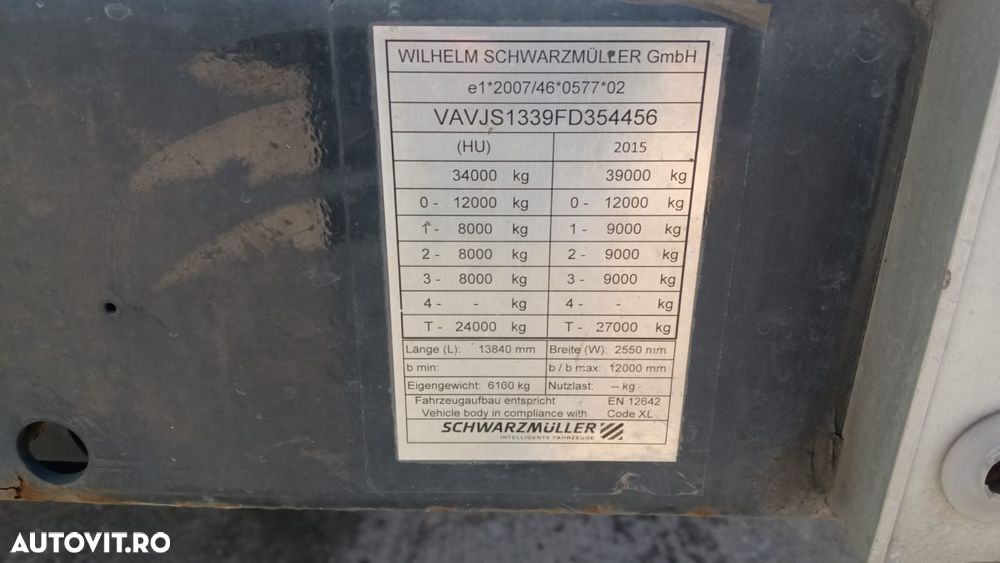 WILHELM SCHWARZMÜLLER GmbH
e1*2007/46*0577*02
VAVJS1339FD354456
(HU) 2015
34000 kg 39000 kg
0 - 12000 kg 0 - 12000 kg
1 - 8000 kg 1 - 9000 kg
2 - 8000 kg 2 - 9000 kg
3 - 8000 kg 3 - 9000 kg
4 - - kg 4 - - kg
T - 24000 kg T - 27000 kg
Länge (L): 13840 mm Breite (W): 2550 mm
b min: b / b max: 12000 mm
Eigengewicht: 6160 kg Nutzlast: -- kg
Fahrzeugaufbau entspricht EN 12642
Vehicle body in compliance with Code XL
SCHWARZMÜLLER
INTELLIGENTE FAHRZEUGE
AUTOVIT.RO